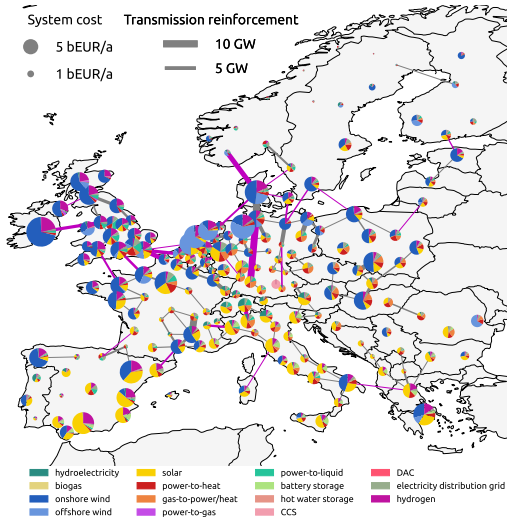 System cost
Transmission reinforcement
5 bEUR/a
10 GW
1 bEUR/a
5 GW
hydroelectricity
solar
power-to-liquid
DAC
biogas
power-to-heat
battery storage
electricity distribution grid
onshore wind
gas-to-power/heat
hot water storage
hydrogen
offshore wind
power-to-gas
CCS